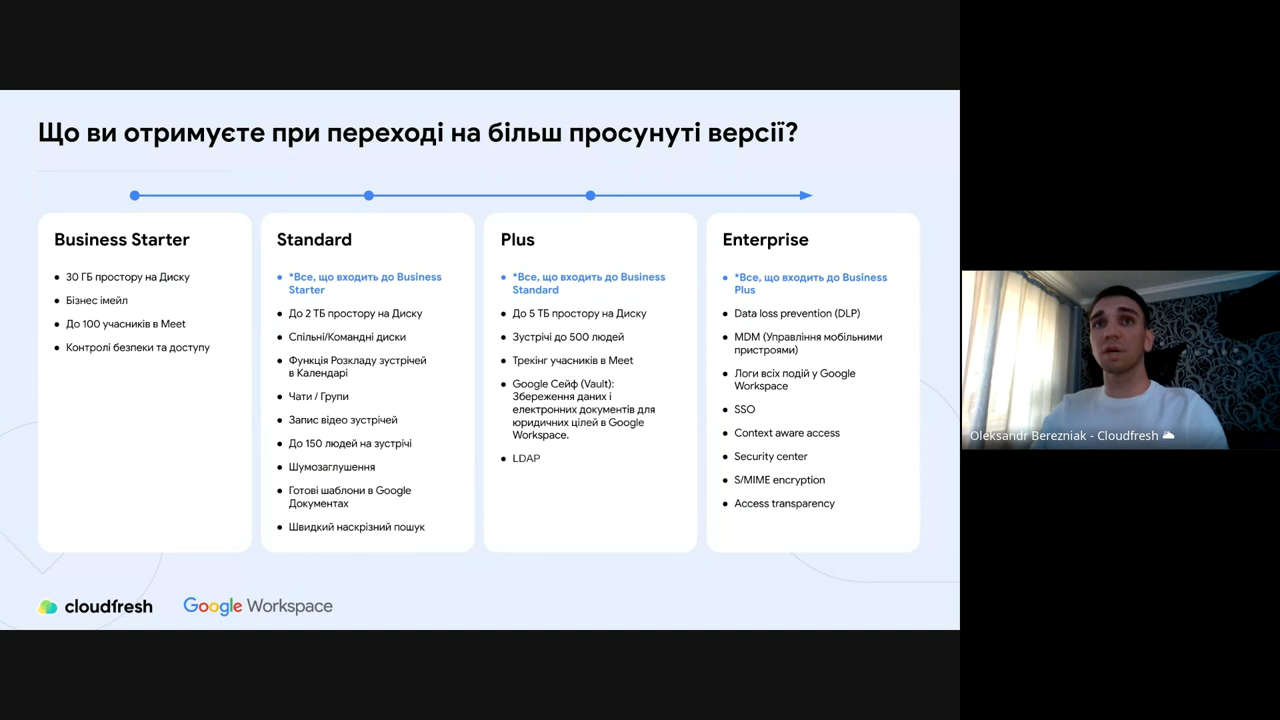 Що ви отримуєте при переході на більш просунуті версії?
Business Starter
30 ГБ простору на Диску
Бізнес імейл
До 100 учасників в Meet
Контролі безпеки та доступу
Standard
*Все, що входить до Business
Starter
До 2 ТБ простору на Диску
Спільні/Командні диски
Функція Розкладу зустрічей
в Календарі
Чати / Групи
Запис відео зустрічей
До 150 людей на зустрічі
Шумозаглушення
Готові шаблони в Google
Документах
Швидкий наскрізний пошук
Plus
*Все, що входить до Business
Standard
До 5 ТБ простору на Диску
Зустрічі до 500 людей
Трекінг учасників в Meet
Google Сейф (Vault):
Збереження даних і
електронних документів для
юридичних цілей в Google
Workspace.
LDAP
Enterprise
*Все, що входить до Business
Plus
Data loss prevention (DLP)
MDM (Управління мобільними
пристроями)
Логи всіх подій у Google
Workspace
SSO
Context aware access
Security center
S/MIME encryption
Access transparency
cloudfresh
Google Workspace
Oleksandr Berezniak - Cloudfresh